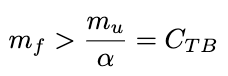 $m_f > \frac{m_u}{\alpha} = C_{TB}$